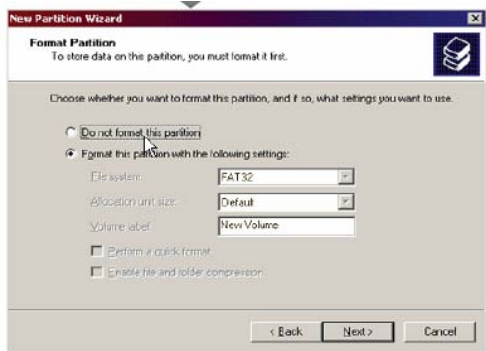 New Partition Wizard
Format Partition
To store data on this partition, you must format it first.
Choose whether you want to format this partition, and if so, what settings you want to use.
Do not format this partition
Format this partition with the following settings:
File system: FAT32
Allocation unit size: Default
Volume label: New Volume
Perform a quick format
Enable file and folder compression
< Back Next > Cancel